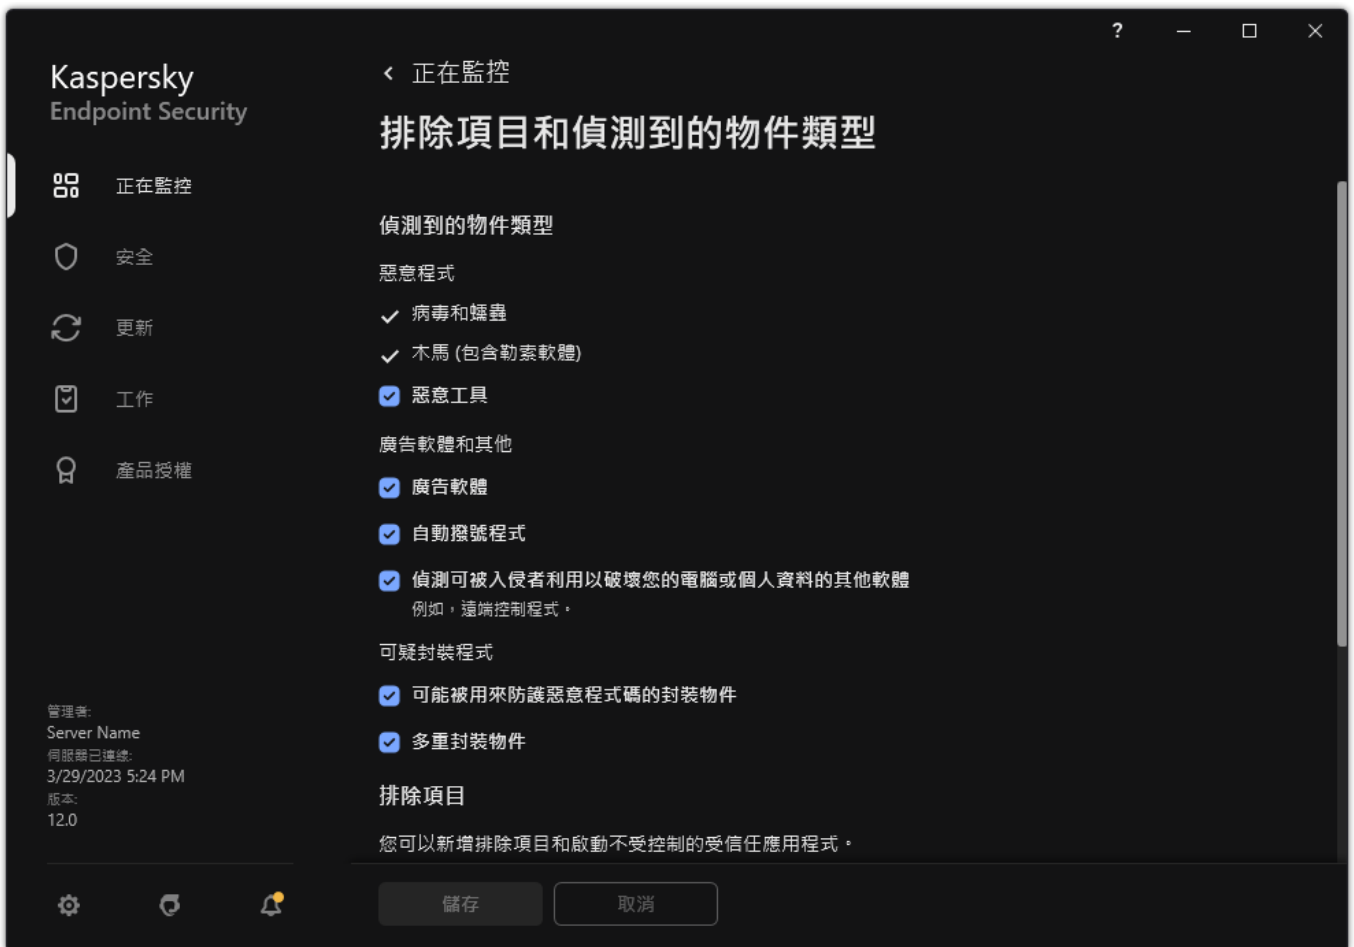 ?
Kaspersky
Endpoint Security
正在監控
安全
更新
工作
產品授權
管理者:
Server Name
伺服器已連線:
3/29/2023 5:24 PM
版本:
12.0
正在監控
排除項目和偵測到的物件類型
偵測到的物件類型
惡意程式
病毒和蠕蟲
木馬 (包含勒索軟體)
惡意工具
廣告軟體和其他
廣告軟體
自動撥號程式
偵測可被入侵者利用以破壞您的電腦或個人資料的其他軟體
例如，遠端控制程式。
可疑封裝程式
可能被用來防護惡意程式碼的封裝物件
多重封裝物件
排除項目
您可以新增排除項目和啟動不受控制的受信任應用程式。
儲存
取消